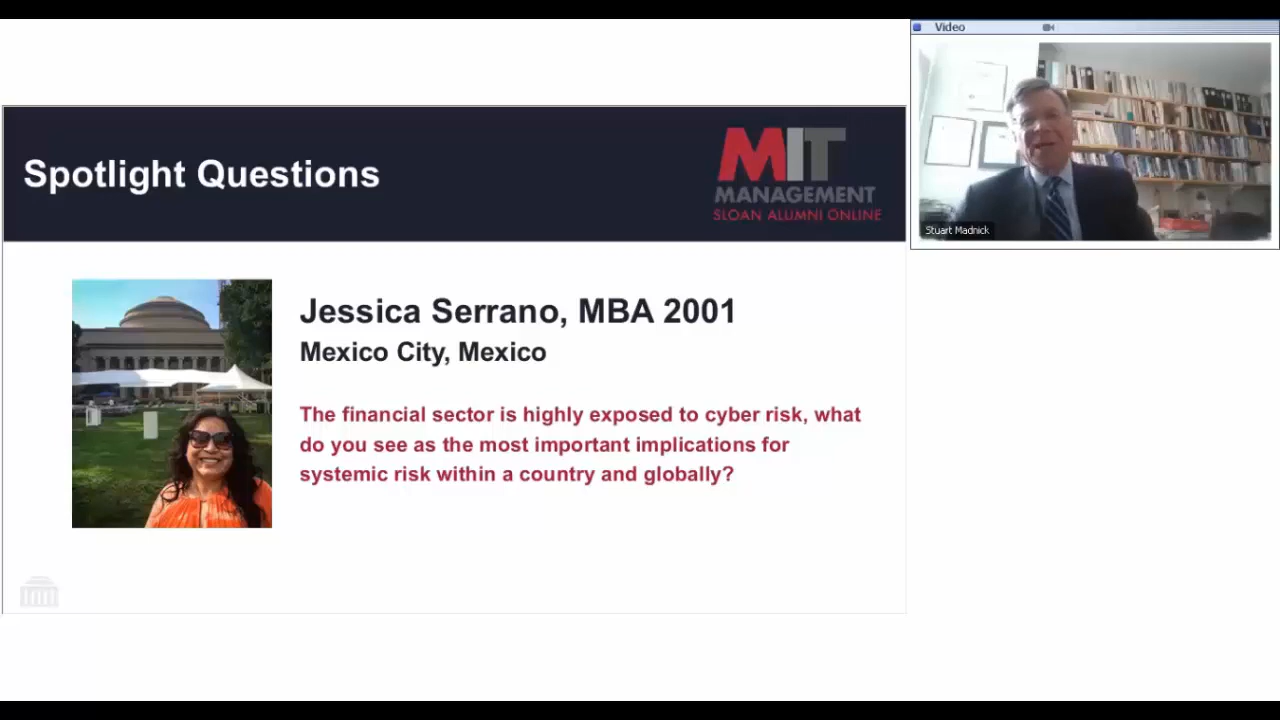 Video
Spotlight Questions
MIT
MANAGEMENT
SLOAN ALUMNI ONLINE
Stuart Madnick
Jessica Serrano, MBA 2001
Mexico City, Mexico
The financial sector is highly exposed to cyber risk, what
do you see as the most important implications for
systemic risk within a country and globally?